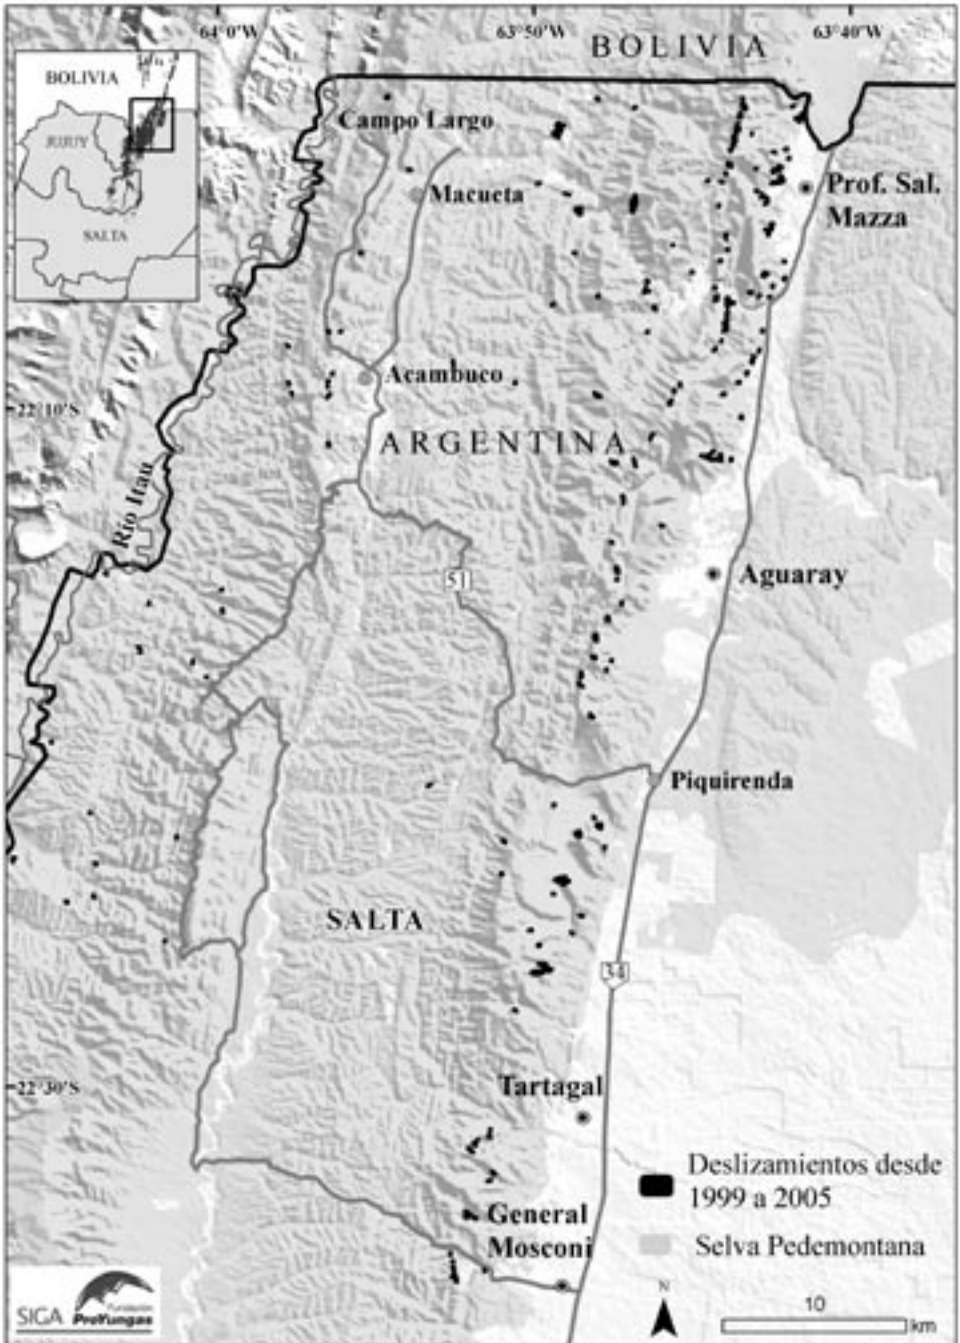 64°0'W
63°50'W
63°40'W
BOLIVIA
BOLIVIA
JUJUY
SALTA
Campo Largo
Macueta
Prof. Sal.
Mazza
Acambuco
22°10'S
ARGENTINA
Río Itau
51
Aguaray
Piquirenda
SALTA
34
22°30'S
Tartagal
Deslizamientos desde
1999 a 2005
General
Mosconi
Selva Pedemontana
SIGA
Fundación
ProYungas
N
10
km